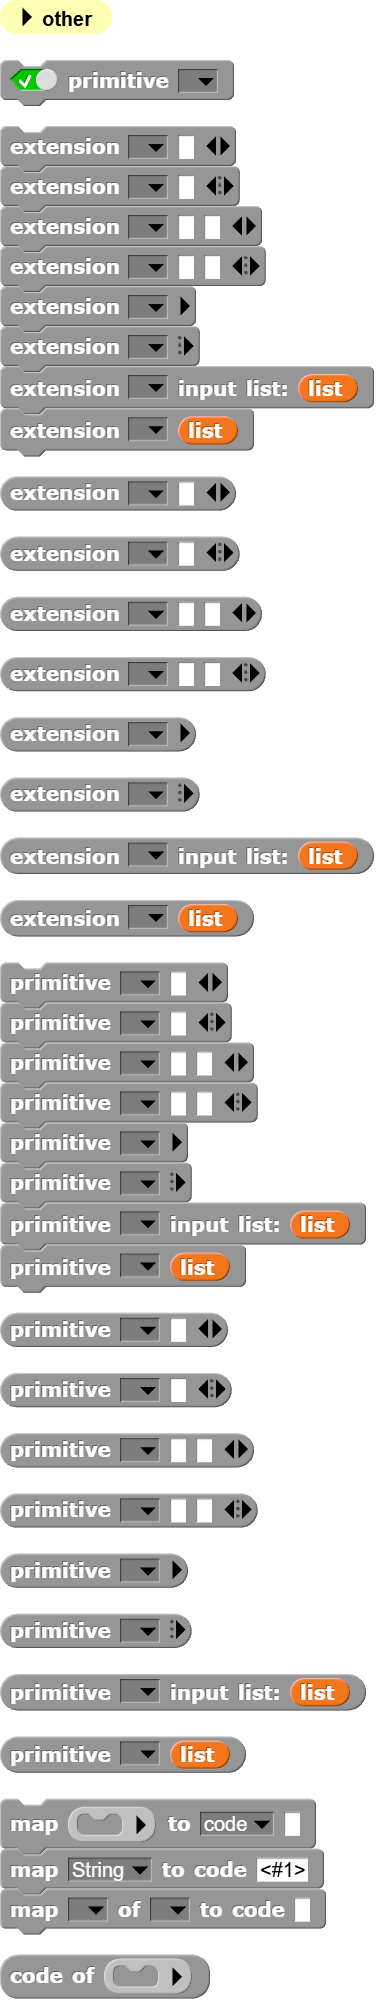 other
primitive
extension
extension
extension
extension
extension
extension
extension input list: list
extension list
extension
extension
extension
extension
extension
extension
extension input list: list
extension list
primitive
primitive
primitive
primitive
primitive
primitive
primitive input list: list
primitive list
primitive
primitive
primitive
primitive
primitive
primitive
primitive input list: list
primitive list
map to code
map String to code <#1>
map of to code
code of